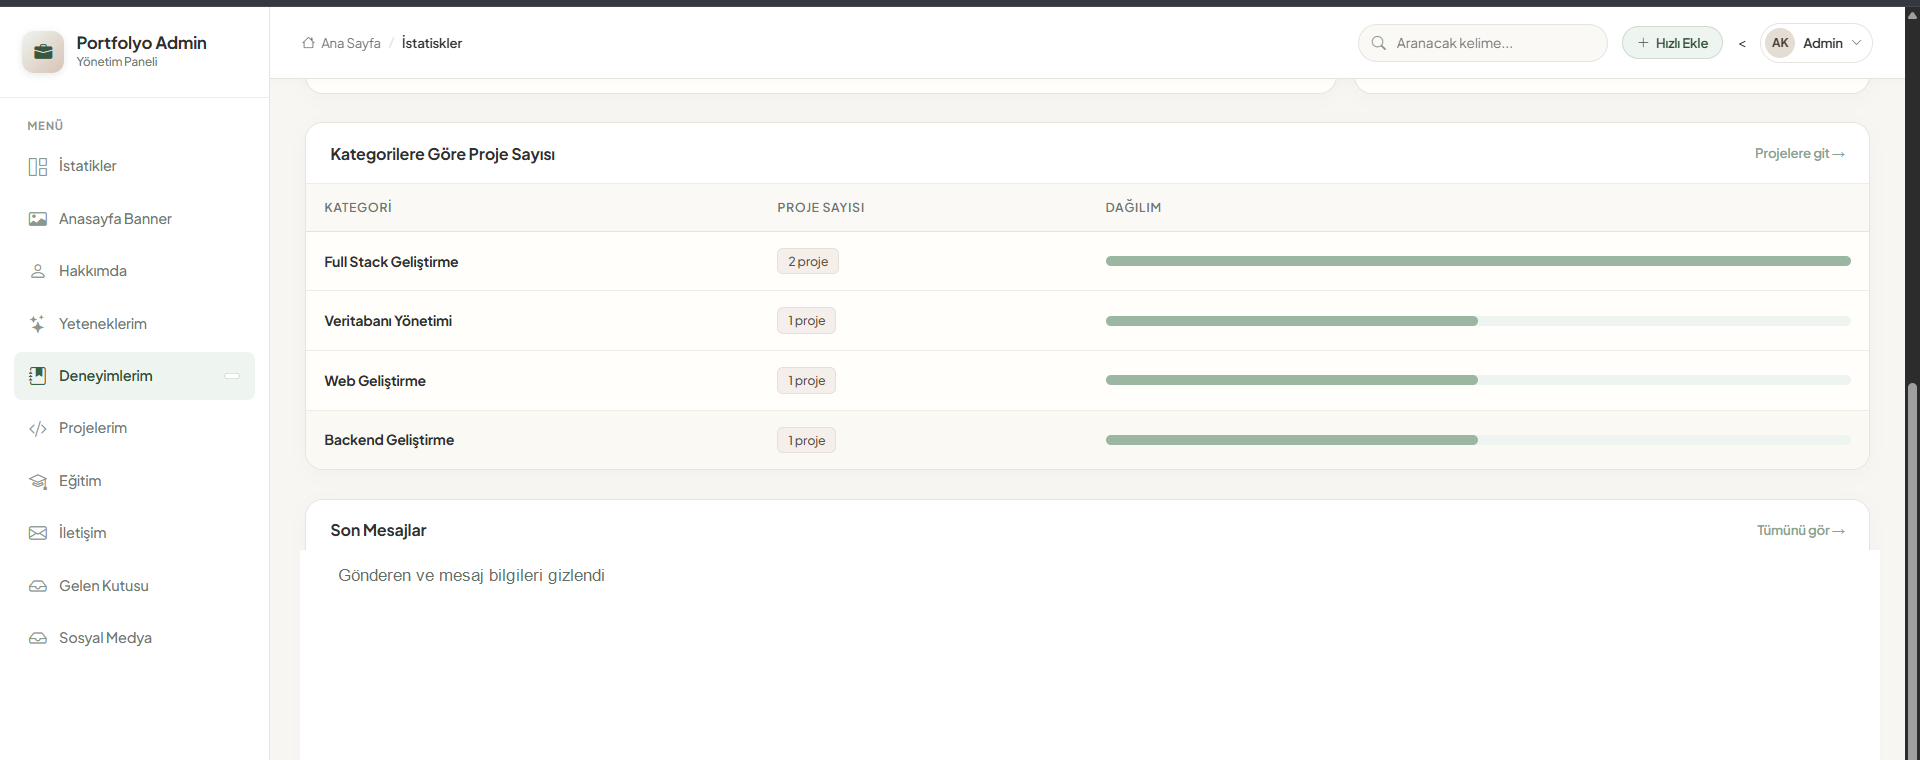 Portfolyo Admin
Yönetim Paneli
MENÜ
İstatikler
Anasayfa Banner
Hakkımda
Yeteneklerim
Deneyimlerim
Projelerim
Eğitim
İletişim
Gelen Kutusu
Sosyal Medya
Ana Sayfa / İstatiskler
Aranacak kelime...
+ Hızlı Ekle
<
AK Admin
Kategorilere Göre Proje Sayısı
Projelere git→
KATEGORİ PROJE SAYISI DAĞILIM
Full Stack Geliştirme 2 proje
Veritabanı Yönetimi 1 proje
Web Geliştirme 1 proje
Backend Geliştirme 1 proje
Son Mesajlar
Tümünü gör→
Gönderen ve mesaj bilgileri gizlendi